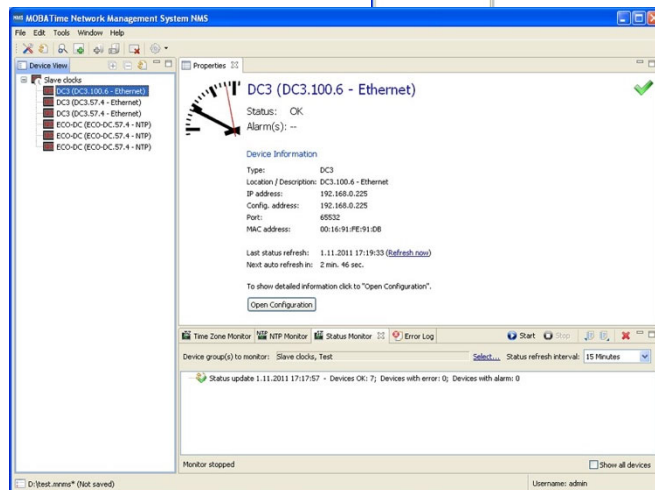 MOBATime Network Management System NMS
File Edit Tools Window Help
Device View
Slave clocks
DC3 (DC3.100.6 - Ethernet)
DC3 (DC3.57.4 - Ethernet)
DC3 (DC3.57.4 - Ethernet)
ECO-DC (ECO-DC.57.4 - NTP)
ECO-DC (ECO-DC.57.4 - NTP)
ECO-DC (ECO-DC.57.4 - NTP)
Properties
DC3 (DC3.100.6 - Ethernet)
Status: OK
Alarm(s): --
Device Information
Type: DC3
Location / Description: DC3.100.6 - Ethernet
IP address: 192.168.0.225
Config. address: 00:16:91:FE:91:DB
Port: 65532
MAC address: 00:16:91:FE:91:DB
Last status refresh: 1.11.2011 17:19:33 (Refresh now)
Next auto refresh in: 2 min. 46 sec.
To show detailed information click to "Open Configuration".
Open Configuration
Time Zone Monitor NTP Monitor Status Monitor Error Log Start Stop
Device group(s) to monitor: Slave clocks, Test Select... Status refresh interval: 15 Minutes
Status update 1.11.2011 17:17:57 - Devices OK: 7; Devices with error: 0; Devices with alarm: 0
Monitor stopped Show all devices
D:\test.mnms* (Not saved) Username: admin